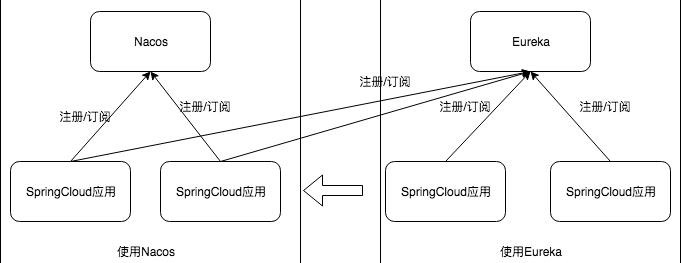 Nacos
Eureka
注册/订阅
注册/订阅
注册/订阅
注册/订阅
注册/订阅
SpringCloud应用
SpringCloud应用
SpringCloud应用
SpringCloud应用
使用Nacos
使用Eureka